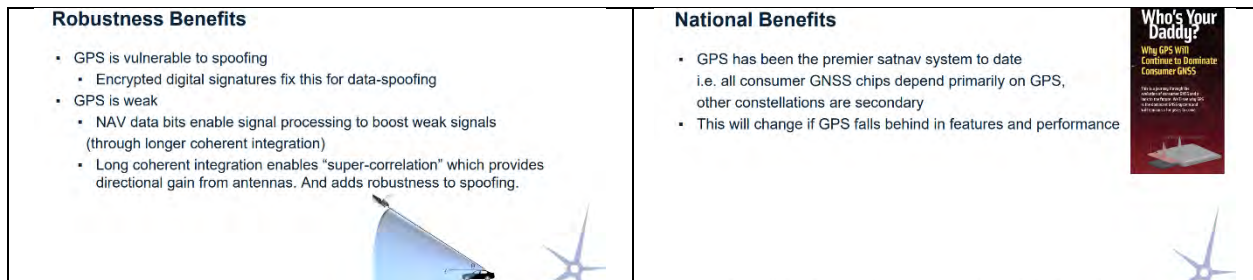 Robustness Benefits
▪ GPS is vulnerable to spoofing
▪ Encrypted digital signatures fix this for data-spoofing
▪ GPS is weak
▪ NAV data bits enable signal processing to boost weak signals
(through longer coherent integration)
▪ Long coherent integration enables “super-correlation” which provides
directional gain from antennas. And adds robustness to spoofing.
National Benefits
▪ GPS has been the premier satnav system to date
i.e. all consumer GNSS chips depend primarily on GPS,
other constellations are secondary
▪ This will change if GPS falls behind in features and performance
Who's Your
Daddy?
Why GPS Will
Continue to Dominate
Consumer GNSS